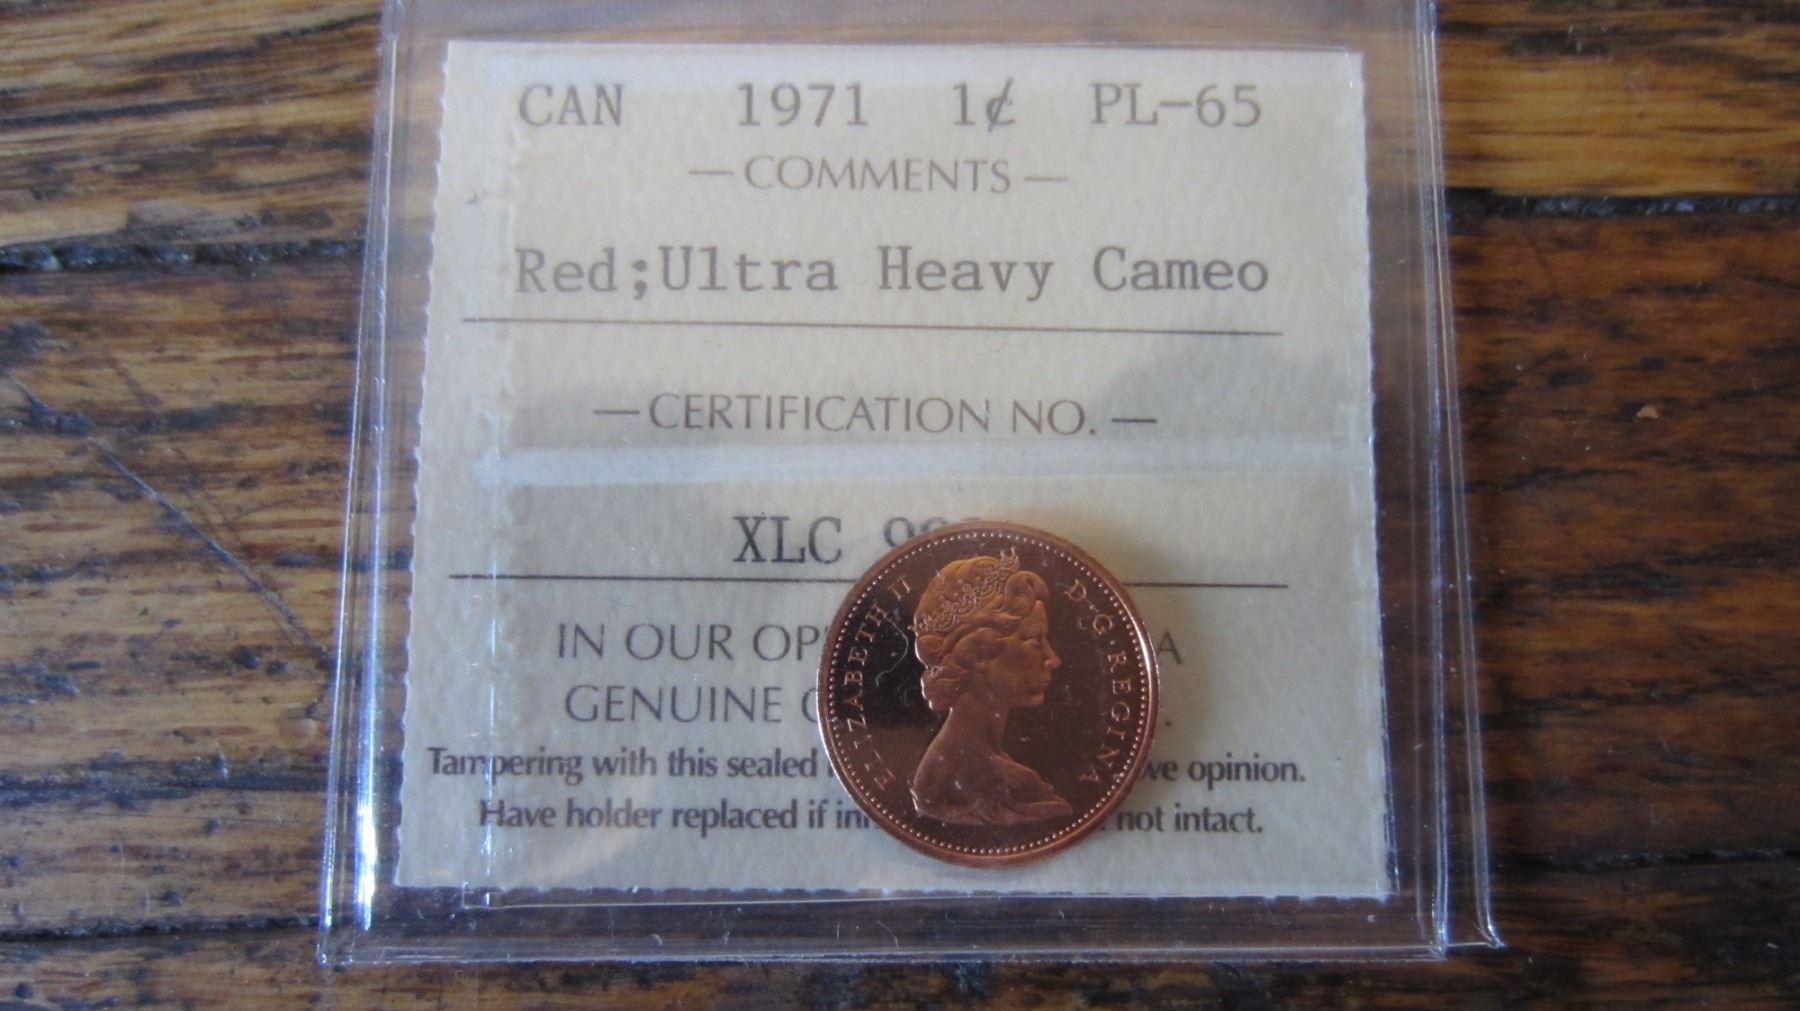 CAN 1971 1¢ PL-65
— COMMENTS —
Red;Ultra Heavy Cameo
— CERTIFICATION NO. —
XLC
IN OUR A
GENUINE
Tampering with this sealed opinion.
Have holder replaced if not intact.
ELIZABETH II D·G·REGINA